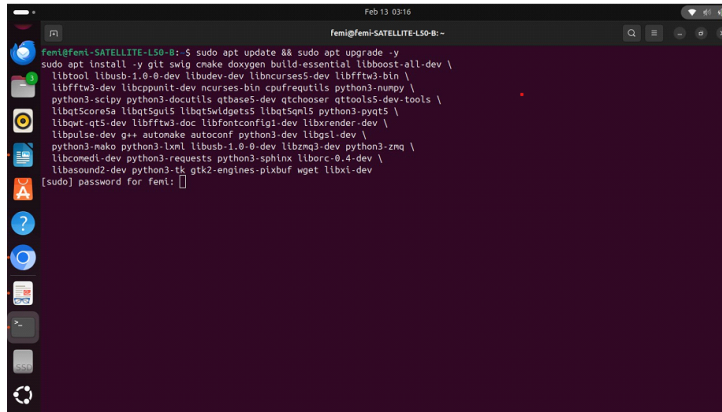 Feb 13 03:16
femi@femi-SATELLITE-L50-B: ~
femi@femi-SATELLITE-L50-B:~$ sudo apt update && sudo apt upgrade -y
sudo apt install -y git swig cmake doxygen build-essential libboost-all-dev \
libtool libusb-1.0-0-dev libudev-dev libncurses5-dev libfftw3-bin \
libfftw3-dev libcppunit-dev ncurses-bin cpufrequtils python3-numpy \
python3-scipy python3-docutils qtbase5-dev qtchooser qttools5-dev-tools \
libqt5core5a libqt5gui5 libqt5widgets5 libqt5qml5 python3-pyqt5 \
libqwt-qt5-dev libfftw3-doc libfontconfig1-dev libxrender-dev \
libpulse-dev g++ automake autoconf python3-dev libgsl-dev \
python3-mako python3-lxml libusb-1.0-0-dev libzmq3-dev python3-zmq \
libcomedi-dev python3-requests python3-sphinx liborc-0.4-dev \
libasound2-dev python3-tk gtk2-engines-pixbuf wget libxi-dev
[sudo] password for femi:
3
SSD